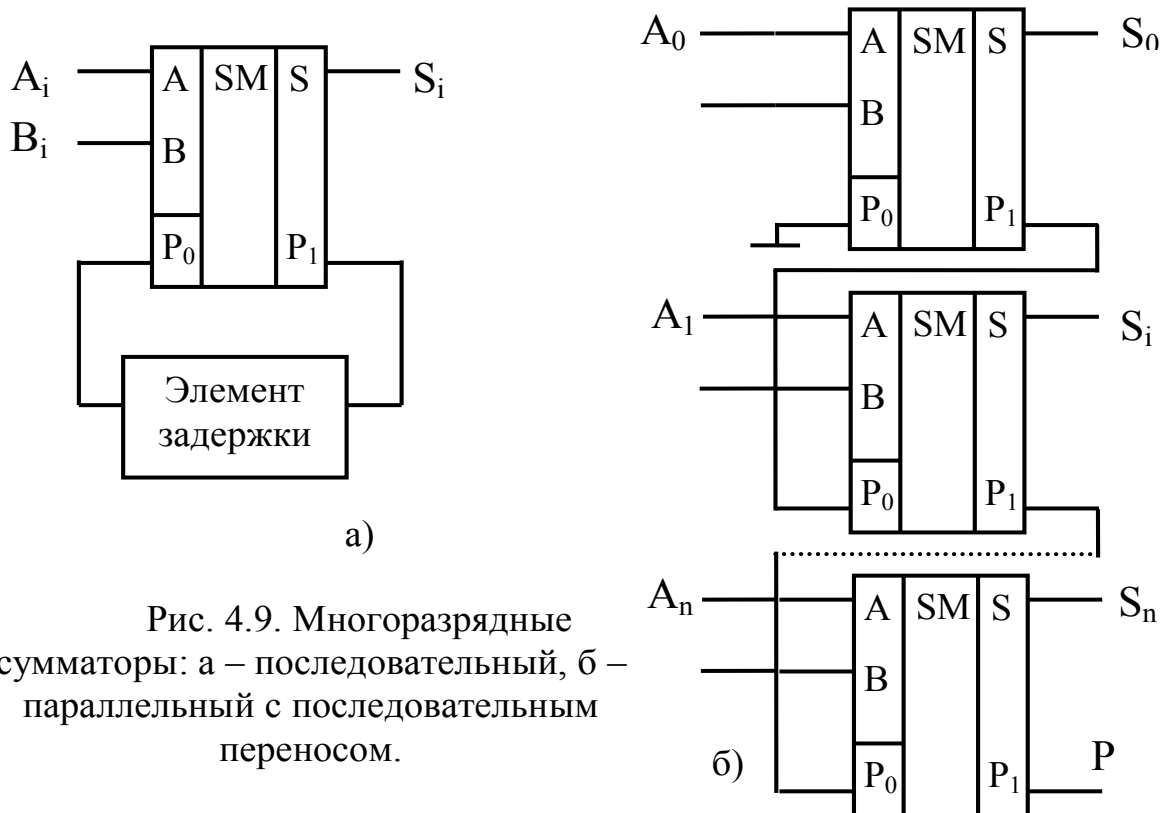 A₀ A SM S S₀
B
P₀ P₁
A₁ A SM S Sᵢ
B
P₀ P₁
Aₙ A SM S Sₙ
B
P₀ P₁ P
б)
Aᵢ A SM S Sᵢ
Bᵢ B
P₀ P₁
Элемент
задержки
а)
Рис. 4.9. Многоразрядные
сумматоры: а – последовательный, б –
параллельный с последовательным
переносом.